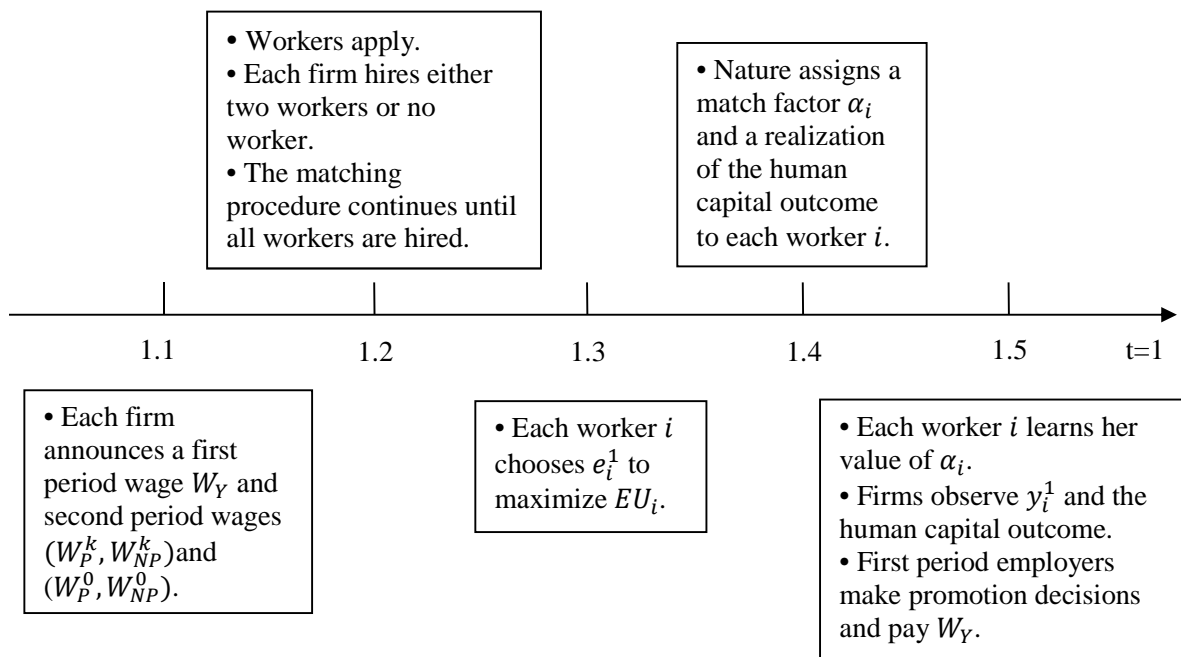 • Workers apply.
• Each firm hires either
two workers or no
worker.
• The matching
procedure continues until
all workers are hired.
• Nature assigns a
match factor α_i
and a realization
of the human
capital outcome
to each worker i.
1.1 1.2 1.3 1.4 1.5 t=1
• Each firm
announces a first
period wage W_Y and
second period wages
(W_P^k, W_NP^k)and
(W_P^0, W_NP^0).
• Each worker i
chooses e_i^1 to
maximize EU_i.
• Each worker i learns her
value of α_i.
• Firms observe y_i^1 and the
human capital outcome.
• First period employers
make promotion decisions
and pay W_Y.